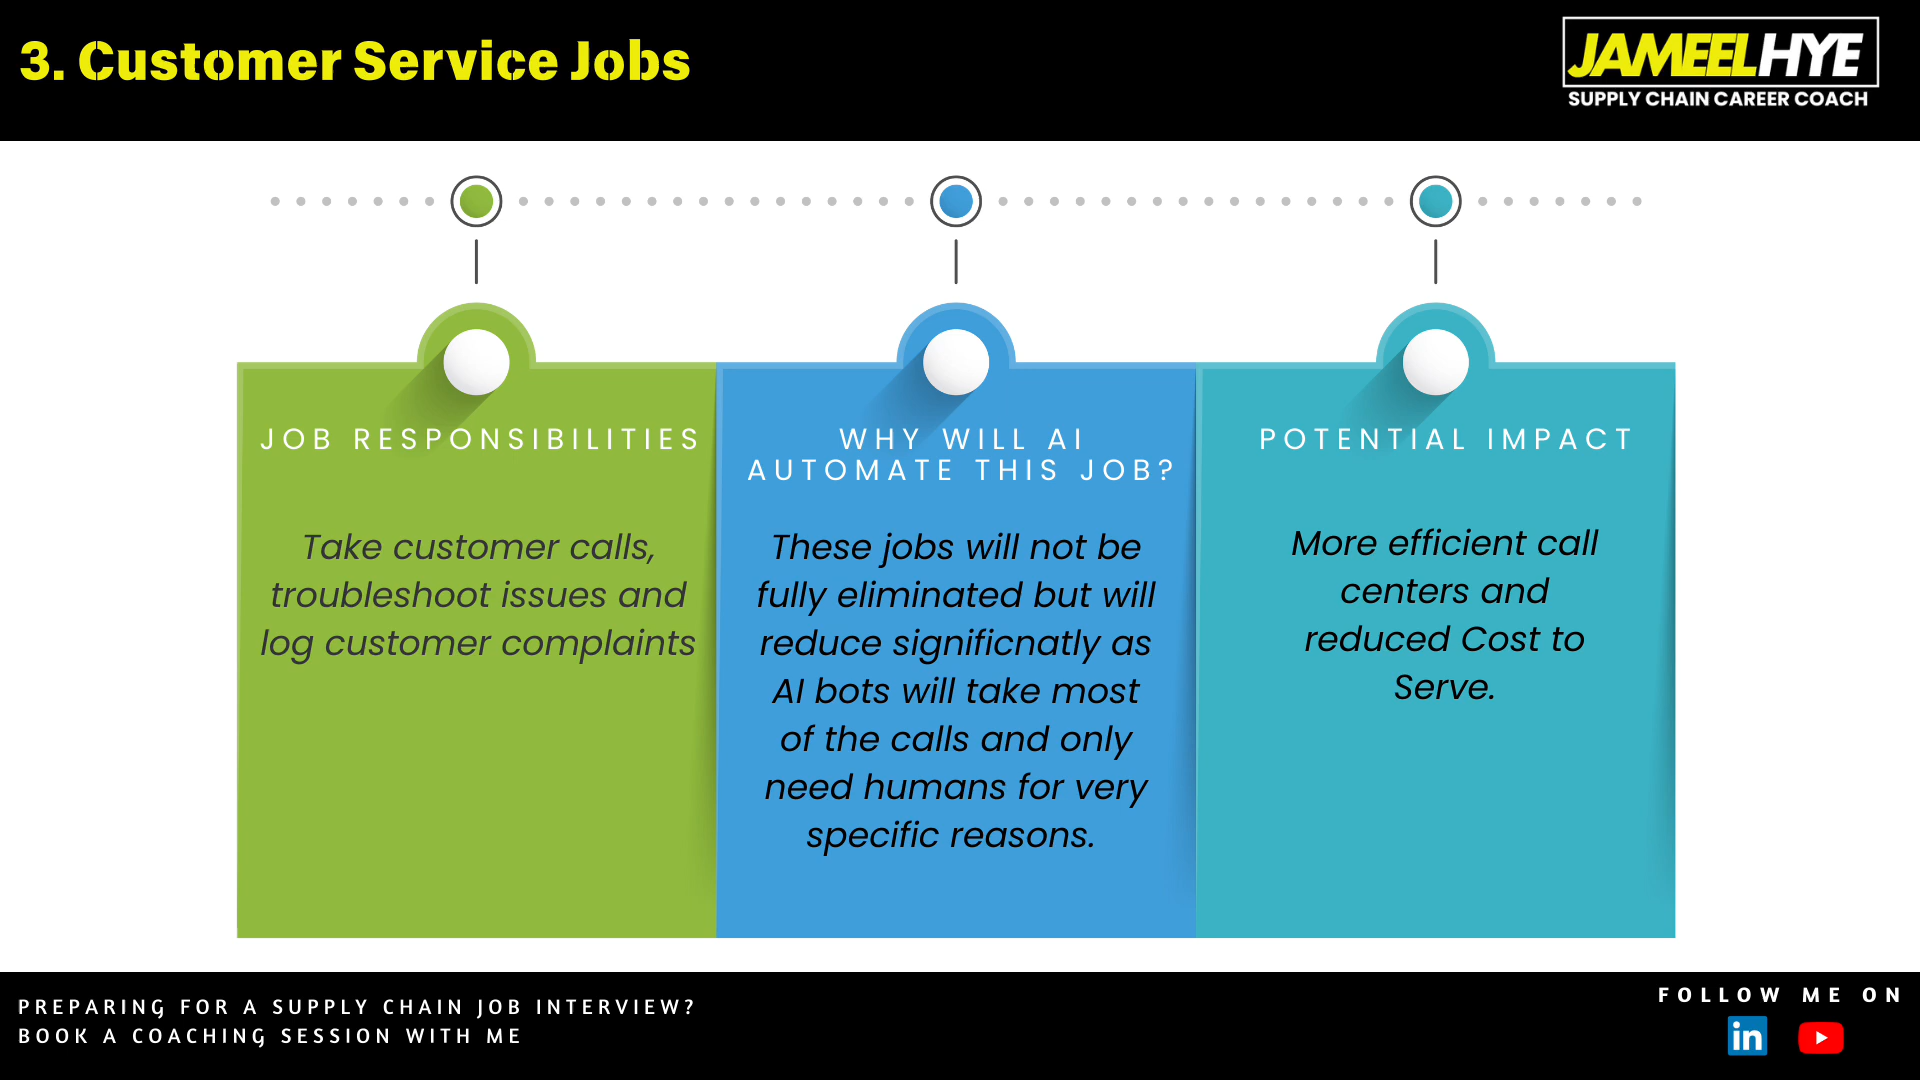 3. Customer Service Jobs
JAMEELHYE
SUPPLY CHAIN CAREER COACH
JOB RESPONSIBILITIES
Take customer calls,
troubleshoot issues and
log customer complaints
WHY WILL AI
AUTOMATE THIS JOB?
These jobs will not be
fully eliminated but will
reduce significnatly as
AI bots will take most
of the calls and only
need humans for very
specific reasons.
POTENTIAL IMPACT
More efficient call
centers and
reduced Cost to
Serve.
PREPARING FOR A SUPPLY CHAIN JOB INTERVIEW?
BOOK A COACHING SESSION WITH ME
FOLLOW ME ON
in